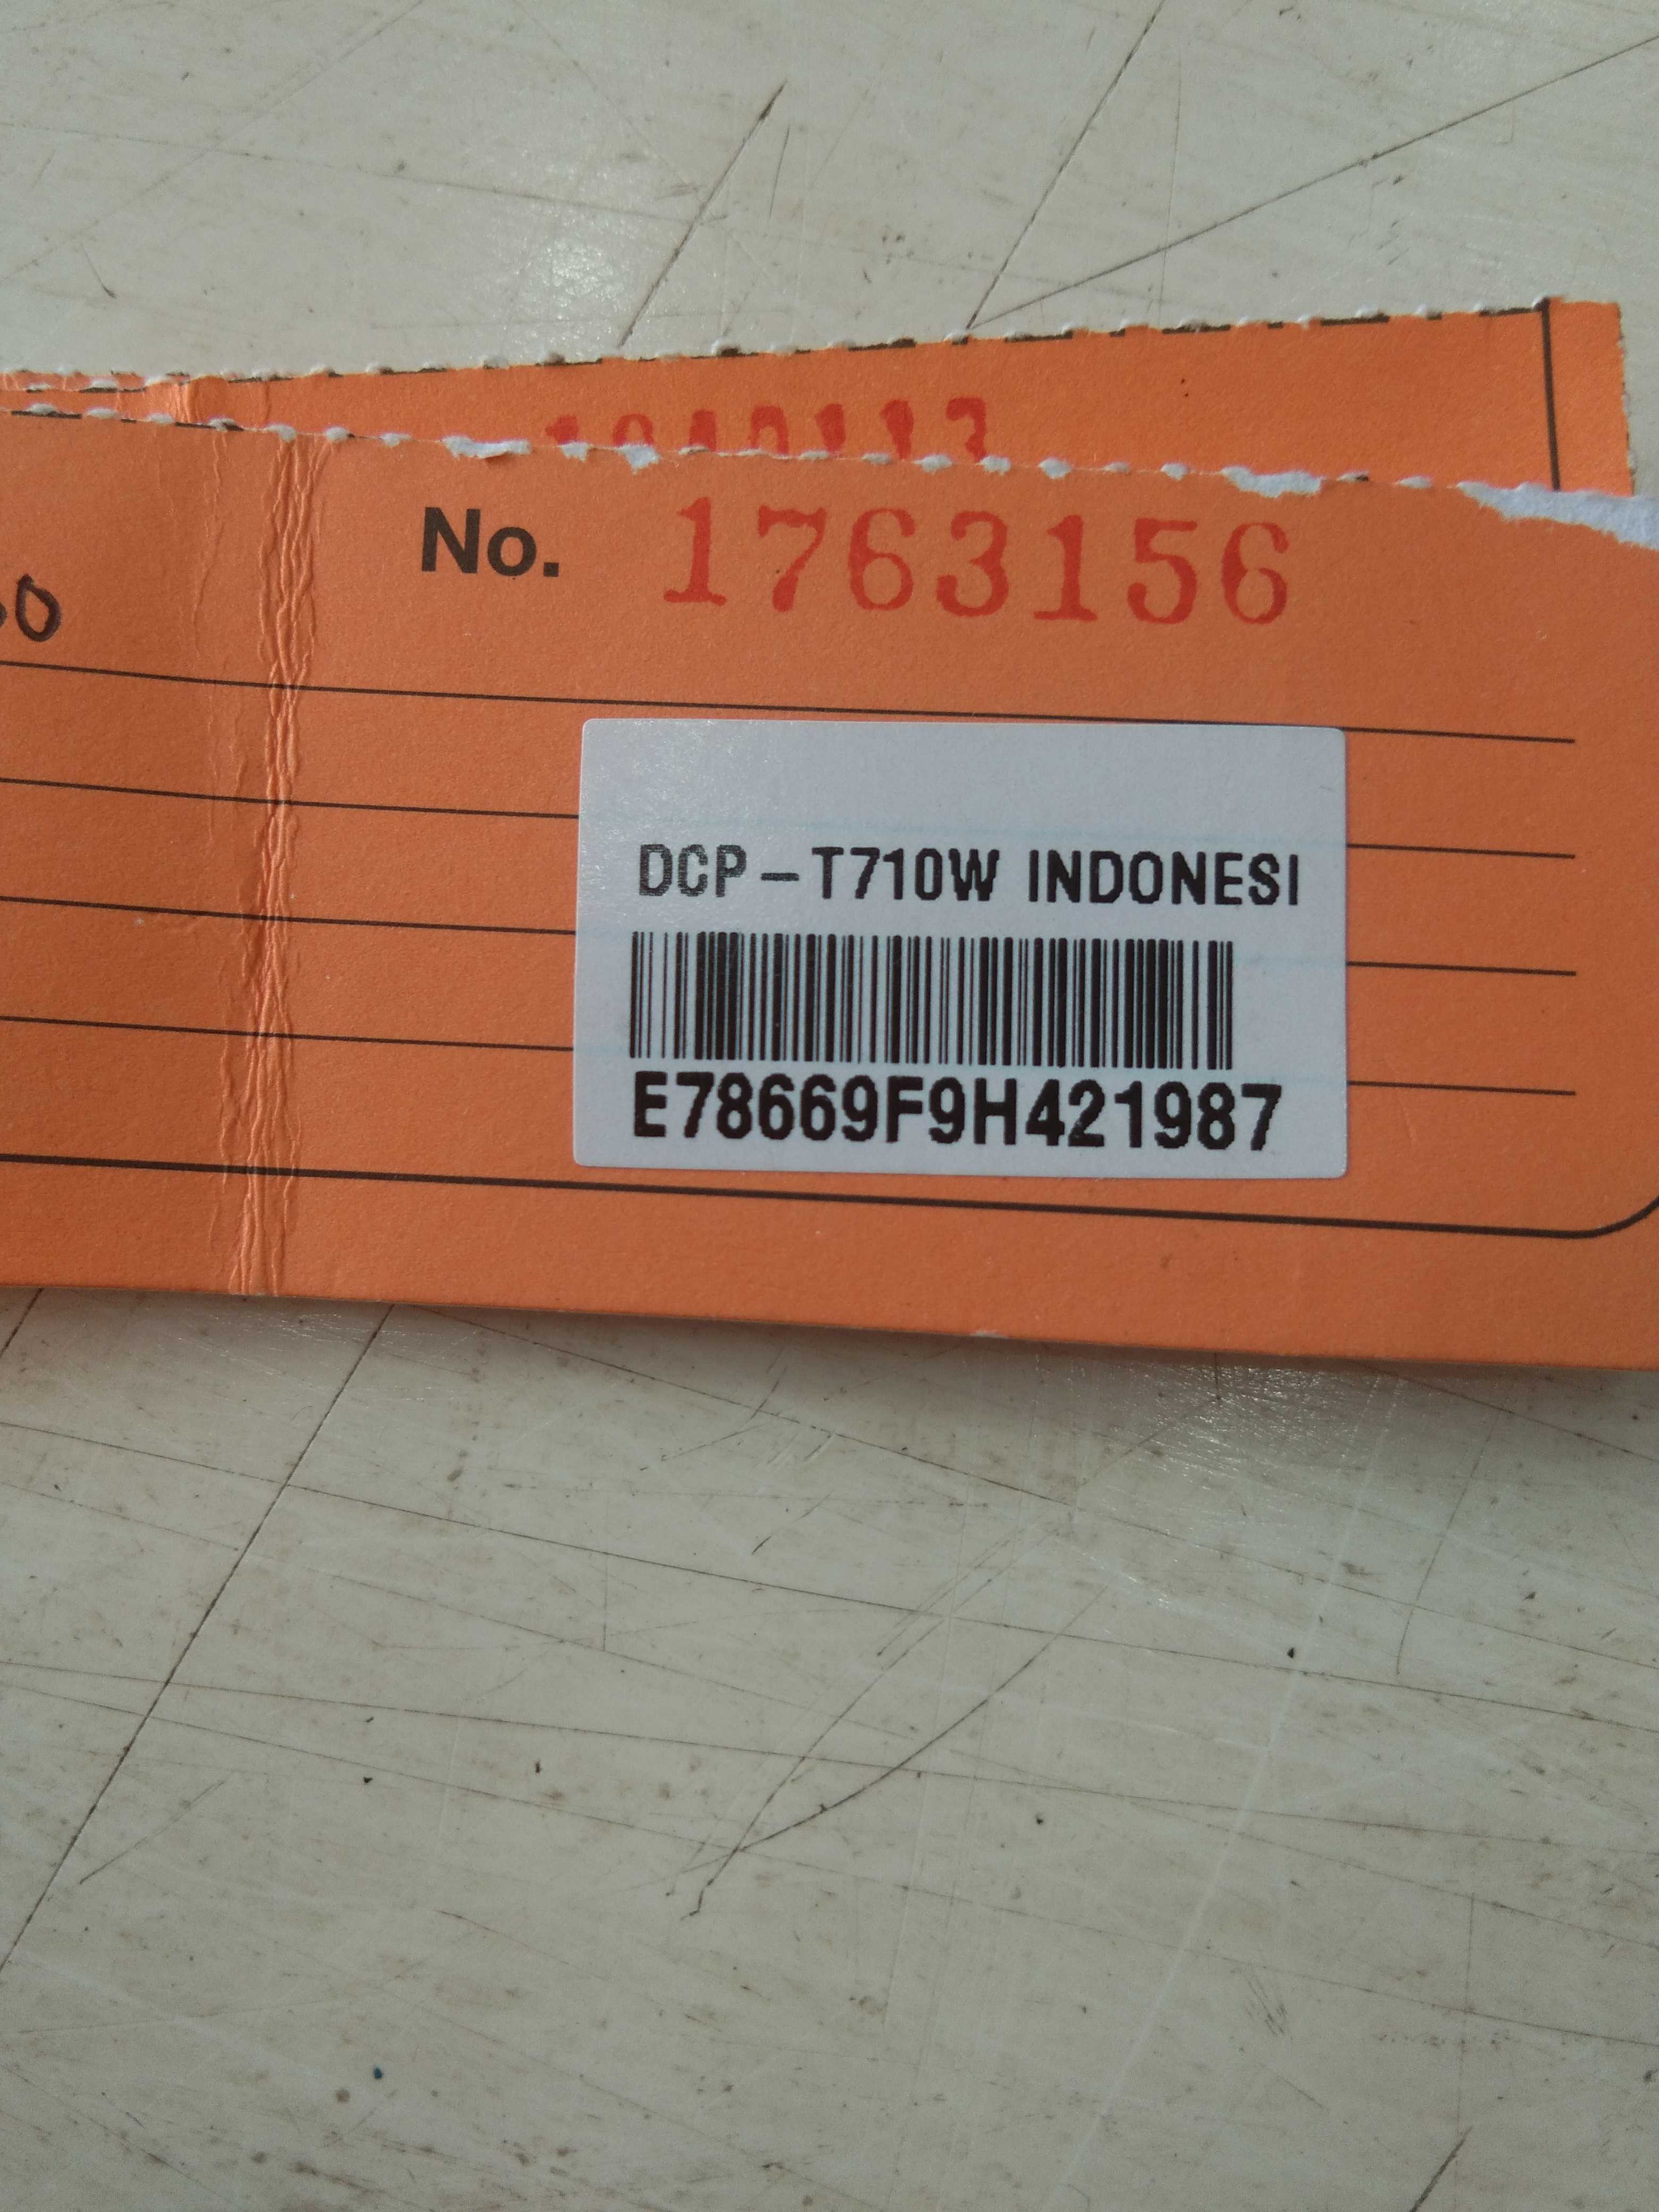 No. 1763156
DCP-T710W INDONESI
E78669F9H421987